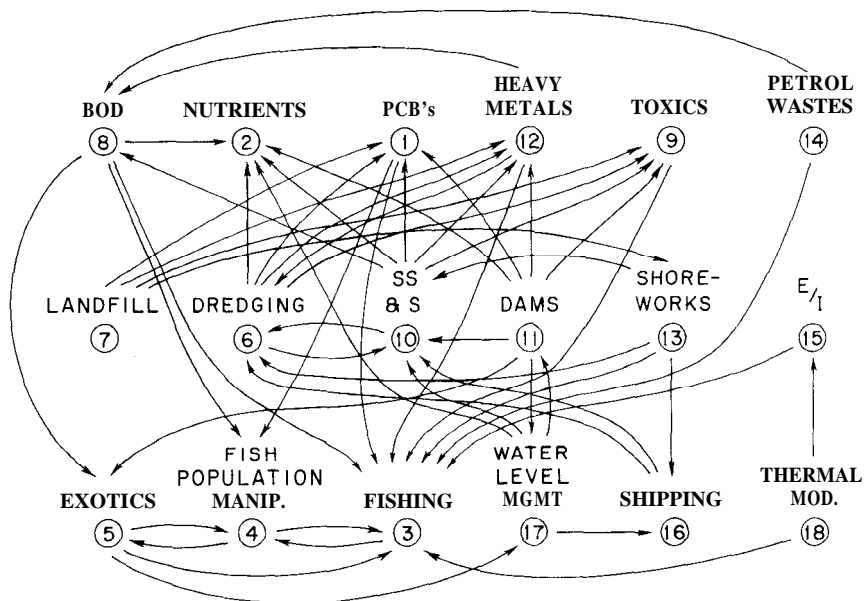 BOD NUTRIENTS PCB's HEAVY METALS TOXICS PETROL WASTES
8 2 1 12 9 14
LANDFILL DREDGING SS & S DAMS SHORE-WORKS E/I
7 6 10 11 13 15
EXOTICS FISH POPULATION MANIP. FISHING WATER LEVEL MGMT SHIPPING THERMAL MOD.
5 4 3 17 16 18